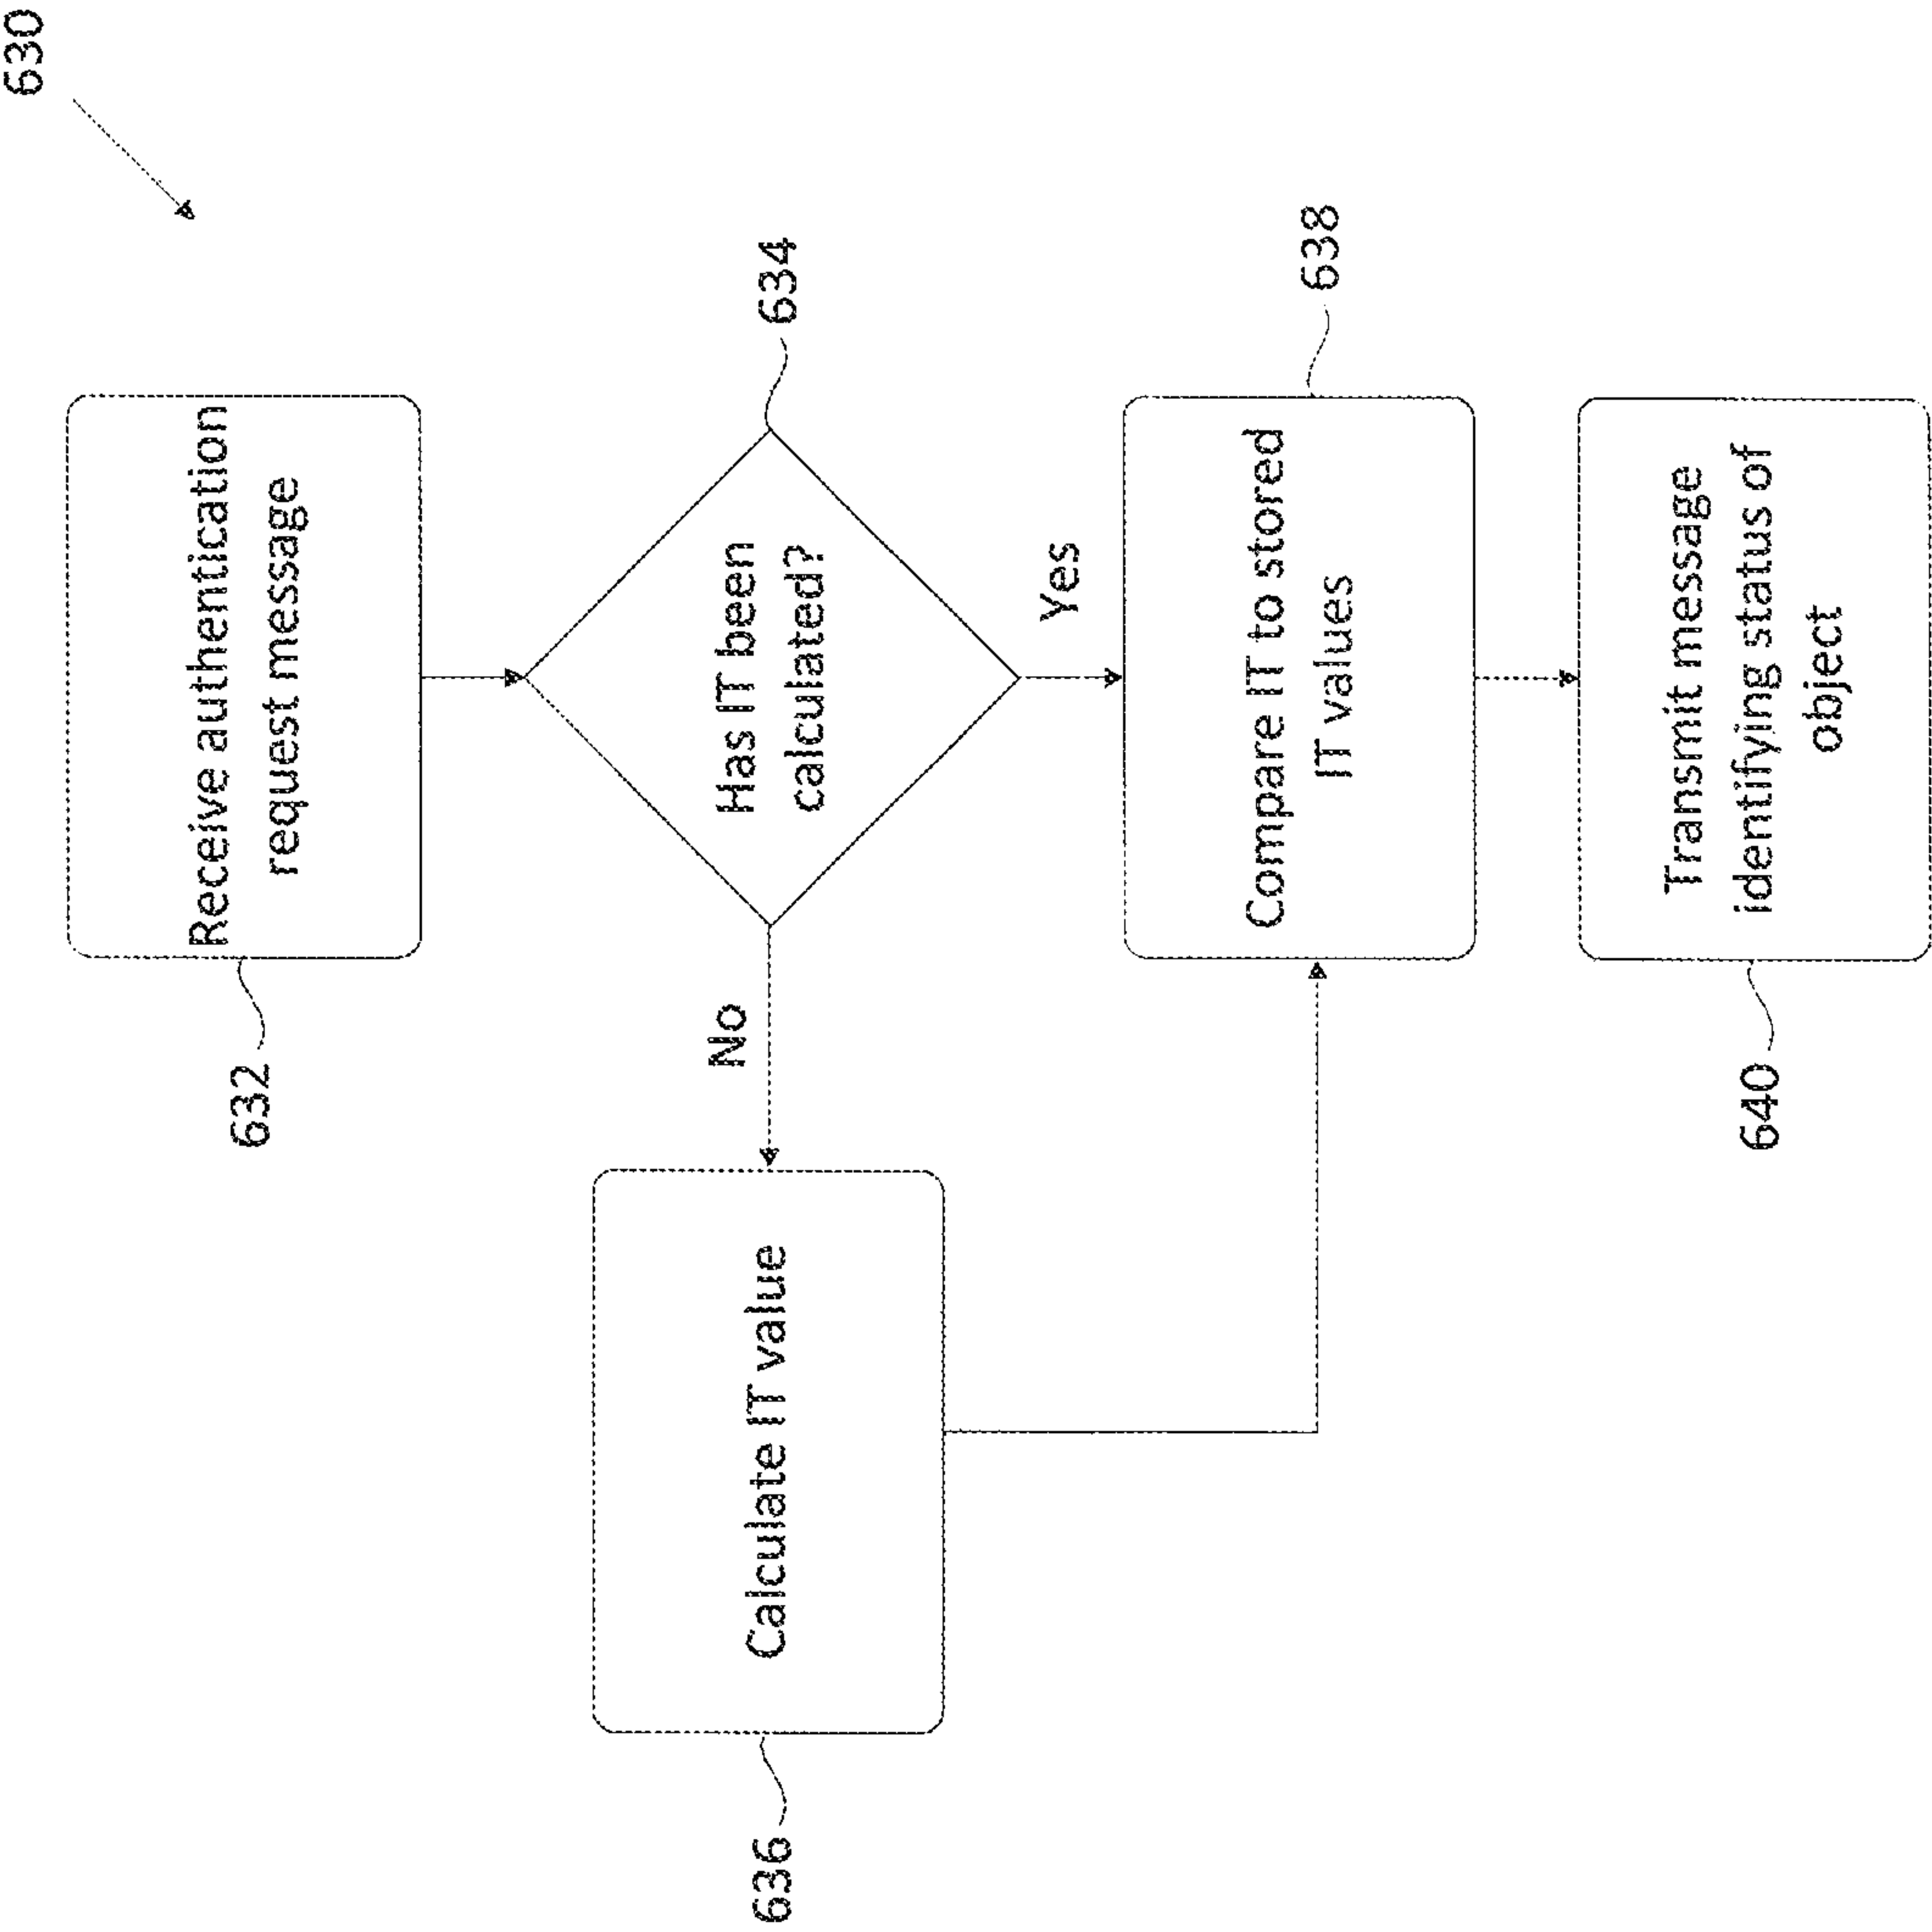 630
632
Receive authentication
request message
634
Has IT been
calculated?
No
Yes
636
Calculate IT value
638
Compare IT to stored
IT values
640
Transmit message
identifying status of
object